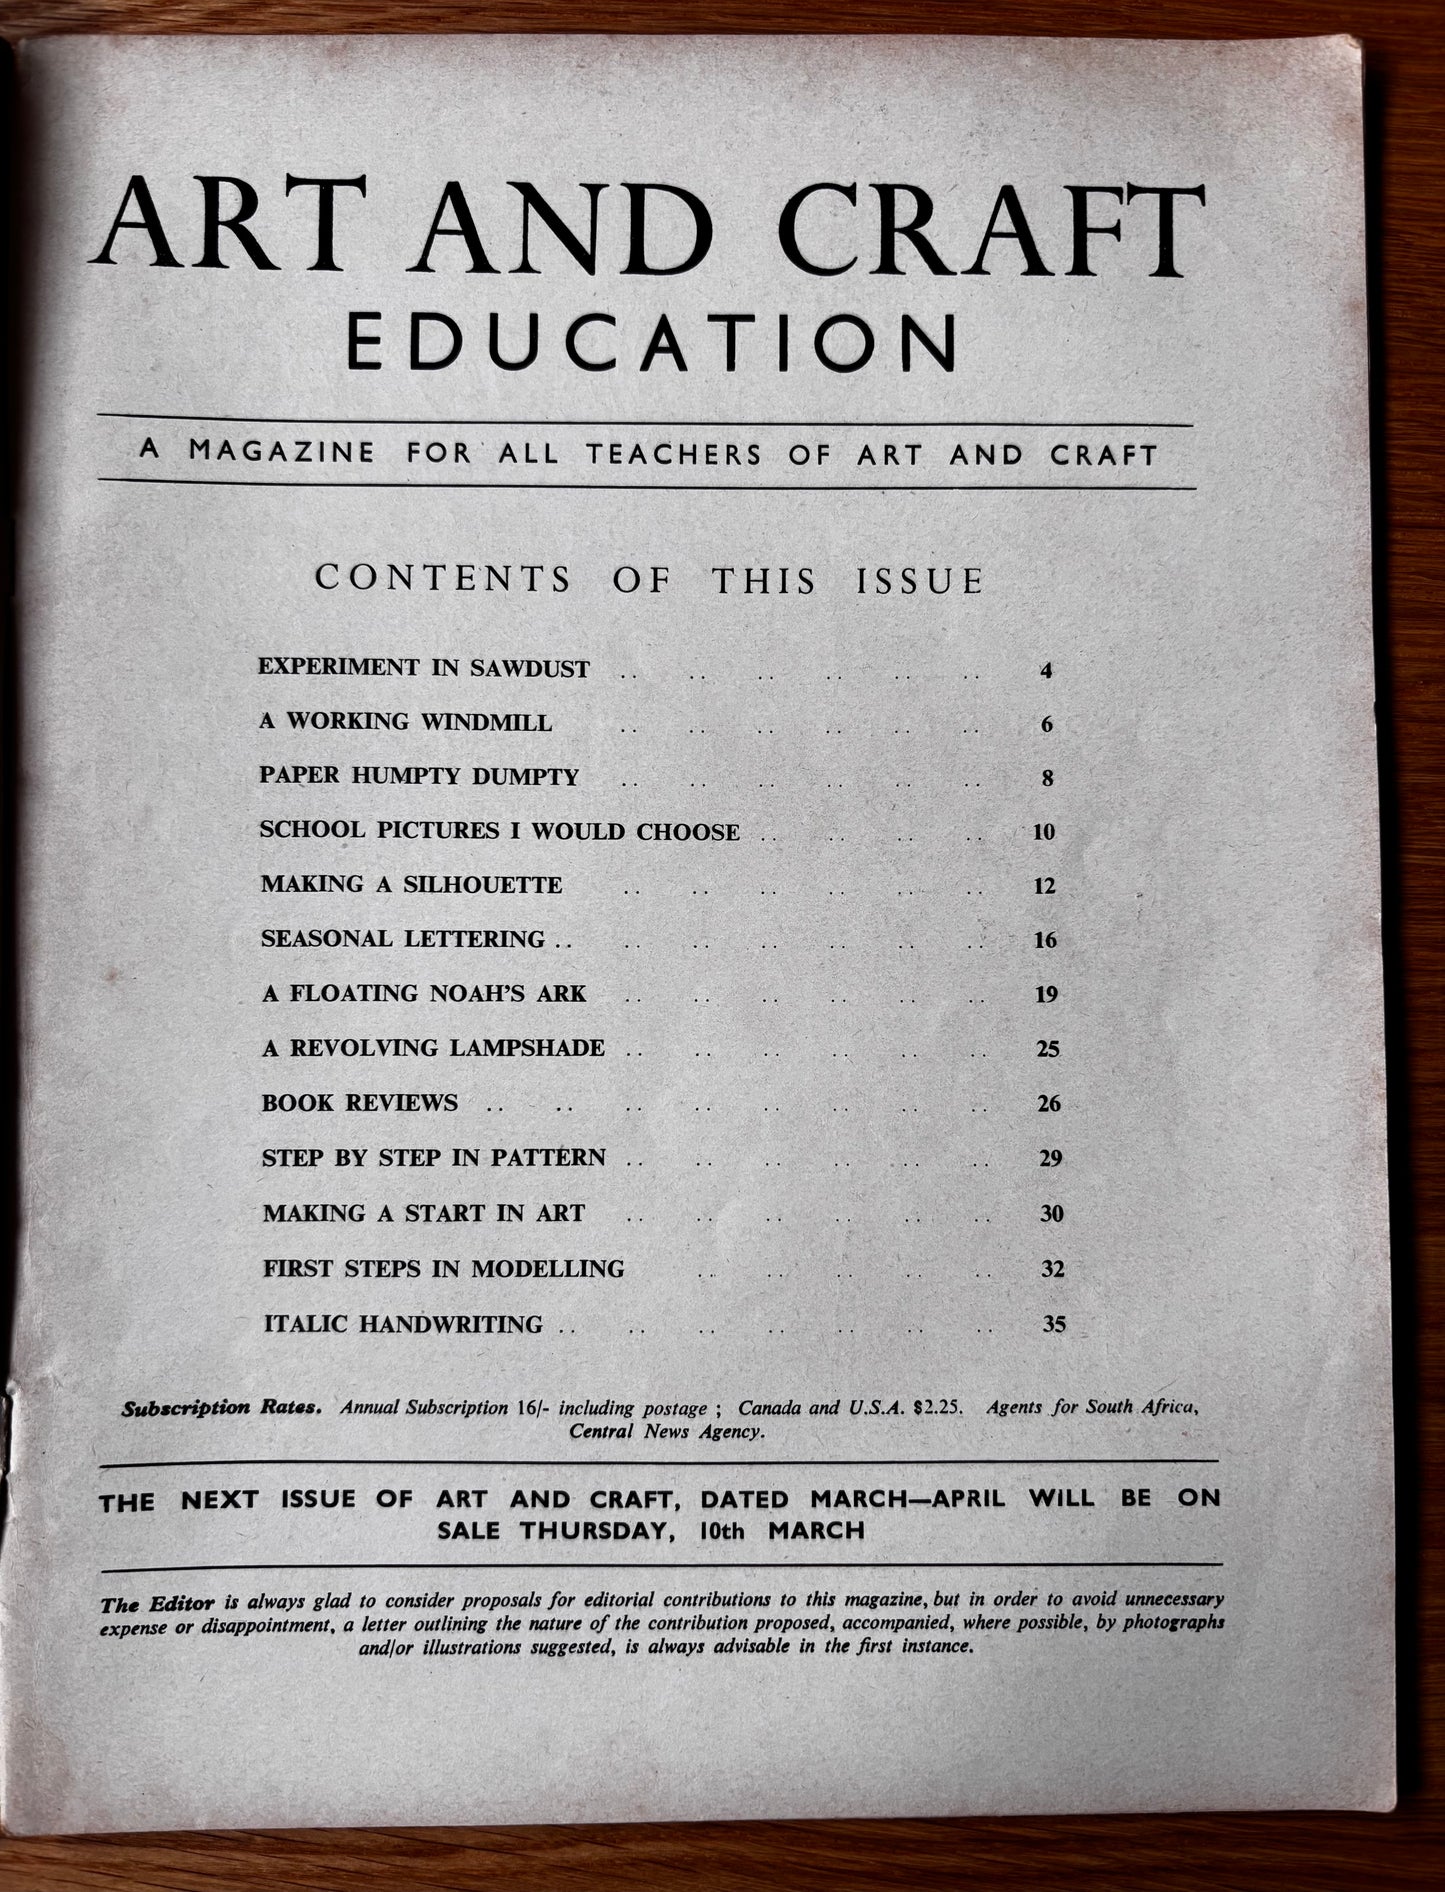 ART AND CRAFT
EDUCATION
A MAGAZINE FOR ALL TEACHERS OF ART AND CRAFT
CONTENTS OF THIS ISSUE
EXPERIMENT IN SAWDUST .. .. .. .. .. .. 4
A WORKING WINDMILL .. .. .. .. .. .. 6
PAPER HUMPTY DUMPTY .. .. .. .. .. .. 8
SCHOOL PICTURES I WOULD CHOOSE .. .. .. .. 10
MAKING A SILHOUETTE .. .. .. .. .. .. 12
SEASONAL LETTERING .. .. .. .. .. .. .. 16
A FLOATING NOAH'S ARK .. .. .. .. .. .. 19
A REVOLVING LAMPSHADE .. .. .. .. .. .. 25
BOOK REVIEWS .. .. .. .. .. .. .. .. 26
STEP BY STEP IN PATTERN .. .. .. .. .. .. 29
MAKING A START IN ART .. .. .. .. .. .. 30
FIRST STEPS IN MODELLING .. .. .. .. .. 32
ITALIC HANDWRITING .. .. .. .. .. .. .. 35
Subscription Rates. Annual Subscription 16/- including postage ; Canada and U.S.A. $2.25. Agents for South Africa,
Central News Agency.
THE NEXT ISSUE OF ART AND CRAFT, DATED MARCH—APRIL WILL BE ON
SALE THURSDAY, 10th MARCH
The Editor is always glad to consider proposals for editorial contributions to this magazine, but in order to avoid unnecessary
expense or disappointment, a letter outlining the nature of the contribution proposed, accompanied, where possible, by photographs
and/or illustrations suggested, is always advisable in the first instance.